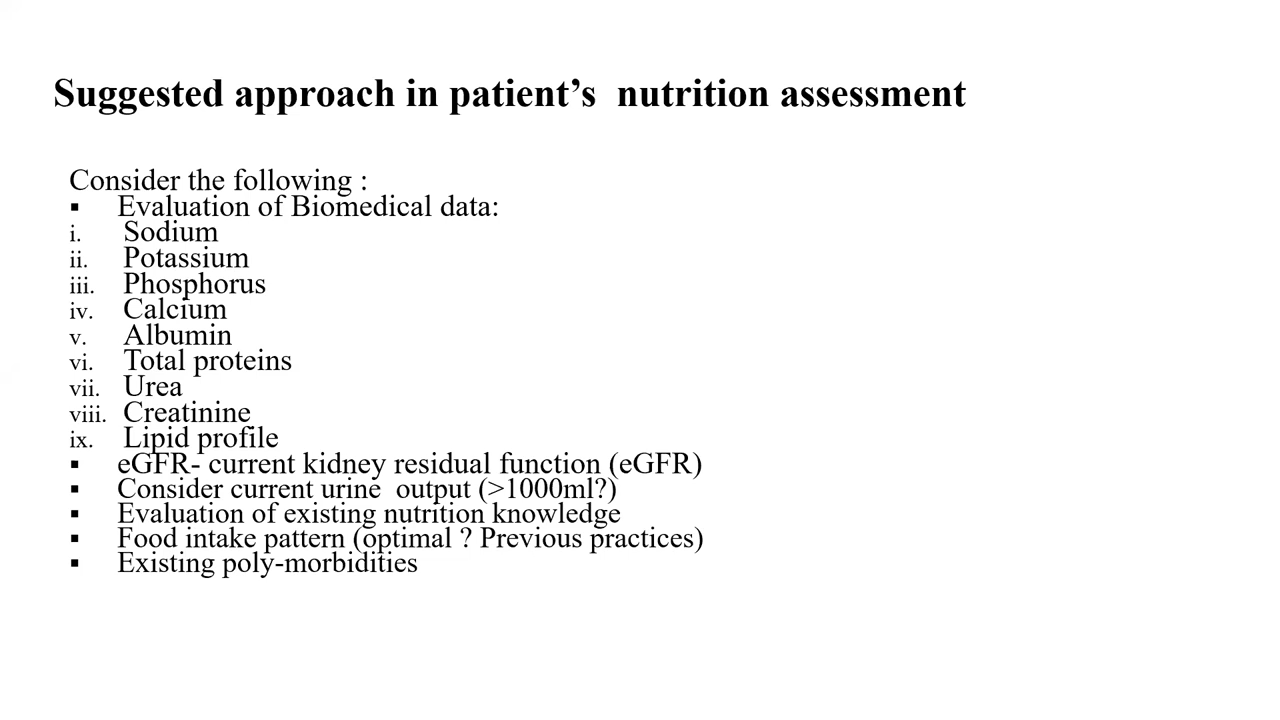 Suggested approach in patient’s  nutrition assessment
Consider the following :
▪ Evaluation of Biomedical data:
i. Sodium
ii. Potassium
iii. Phosphorus
iv. Calcium
v. Albumin
vi. Total proteins
vii. Urea
viii. Creatinine
ix. Lipid profile
▪ eGFR- current kidney residual function (eGFR)
▪ Consider current urine  output (>1000ml?)
▪ Evaluation of existing nutrition knowledge
▪ Food intake pattern (optimal ? Previous practices)
▪ Existing poly-morbidities